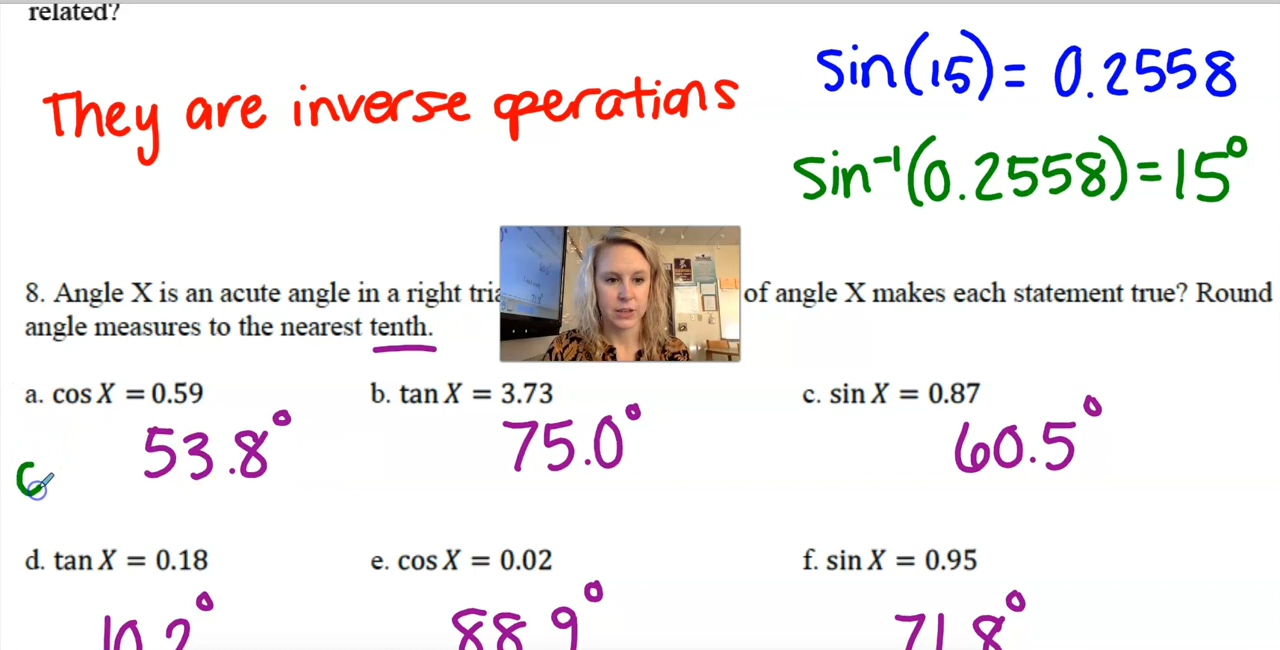 related?
They are inverse operations
sin(15) = 0.2558
sin⁻¹(0.2558) = 15°
8. Angle X is an acute angle in a right of angle X makes each statement true? Round
angle measures to the nearest tenth.
a. cos X = 0.59 b. tan X = 3.73 c. sin X = 0.87
53.8° 75.0° 60.5°
d. tan X = 0.18 e. cos X = 0.02 f. sin X = 0.95
10.2° 88.9° 71.8°